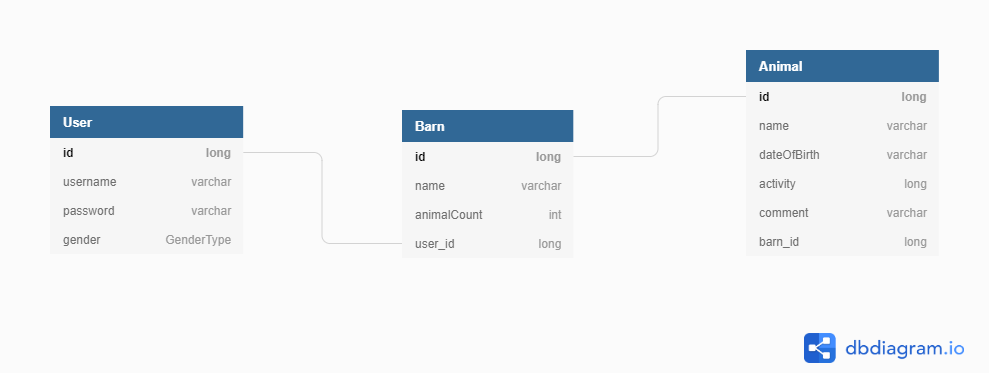 User
id long
username varchar
password varchar
gender GenderType
Barn
id long
name varchar
animalCount int
user_id long
Animal
id long
name varchar
dateOfBirth varchar
activity long
comment varchar
barn_id long
dbdiagram.io